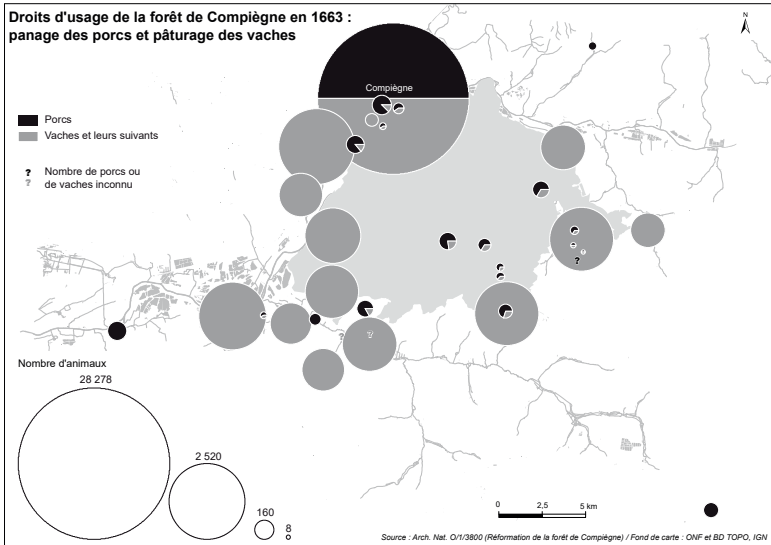 Droits d'usage de la forêt de Compiègne en 1663 :
panage des porcs et pâturage des vaches
N
Compiègne
Porcs
Vaches et leurs suivants
? Nombre de porcs ou
? de vaches inconnu
?
?
?
?
Nombre d'animaux
28 278
2 520
160
8
0 2,5 5 km
Source : Arch. Nat. O/1/3800 (Réformation de la forêt de Compiègne) / Fond de carte : ONF et BD TOPO, IGN